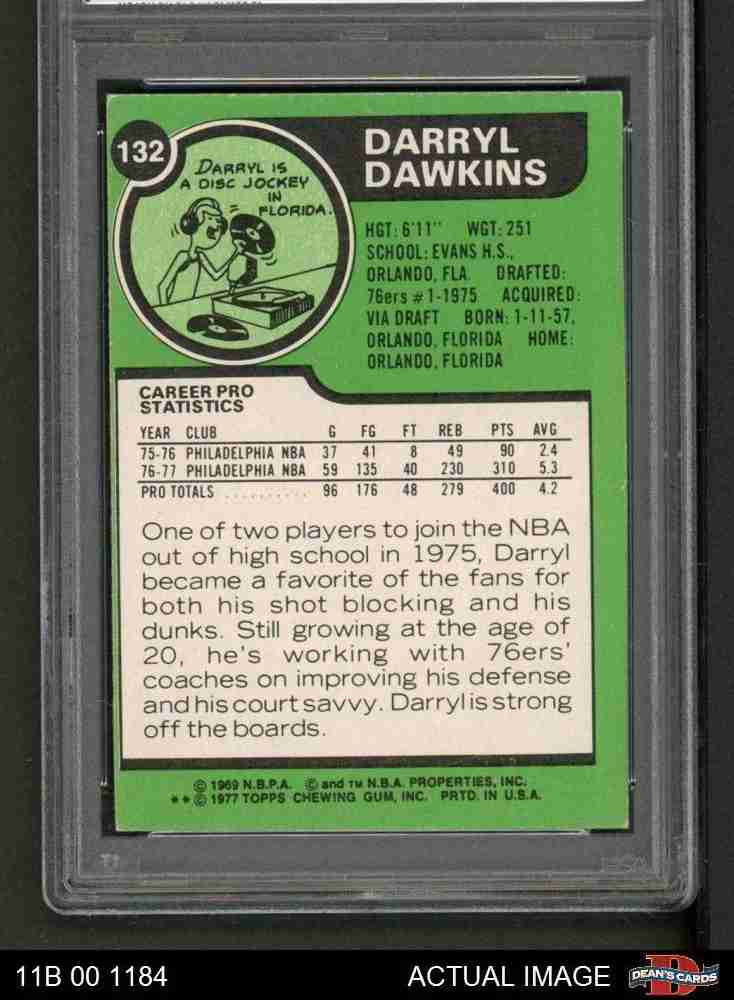 132
DARRYL IS
A DISC JOCKEY
IN
FLORIDA.
DARRYL
DAWKINS
HGT: 6'11" WGT: 251
SCHOOL: EVANS H.S.,
ORLANDO, FLA. DRAFTED:
76ers #1-1975 ACQUIRED:
VIA DRAFT BORN: 1-11-57,
ORLANDO, FLORIDA HOME:
ORLANDO, FLORIDA
CAREER PRO
STATISTICS
YEAR CLUB G FG FT REB PTS AVG
75-76 PHILADELPHIA NBA 37 41 8 49 90 2.4
76-77 PHILADELPHIA NBA 59 135 40 230 310 5.3
PRO TOTALS .......... 96 176 48 279 400 4.2
One of two players to join the NBA
out of high school in 1975, Darryl
became a favorite of the fans for
both his shot blocking and his
dunks. Still growing at the age of
20, he's working with 76ers'
coaches on improving his defense
and his court savvy. Darryl is strong
off the boards.
© 1969 N.B.P.A. © and TM N.B.A. PROPERTIES, INC.
**© 1977 TOPPS CHEWING GUM, INC. PRTD. IN U.S.A.
11B 00 1184
ACTUAL IMAGE
DEAN'S CARDS